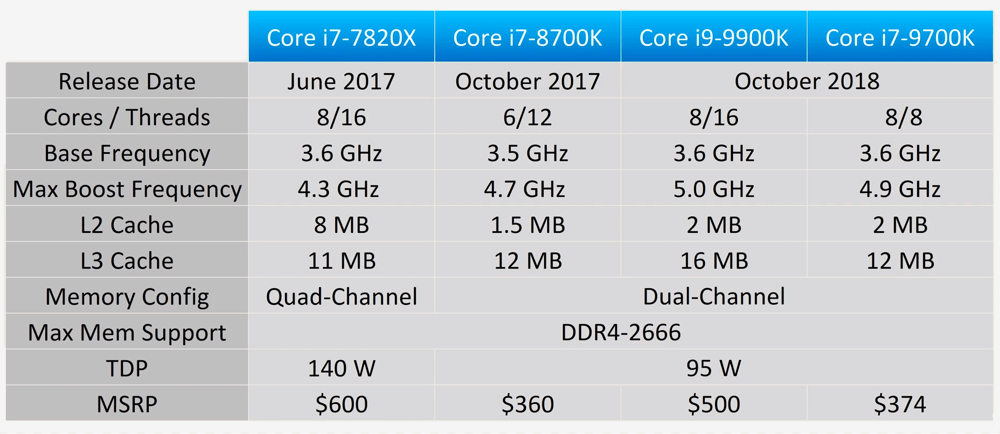 Core i7-7820X Core i7-8700K Core i9-9900K Core i7-9700K
Release Date June 2017 October 2017 October 2018
Cores / Threads 8/16 6/12 8/16 8/8
Base Frequency 3.6 GHz 3.5 GHz 3.6 GHz 3.6 GHz
Max Boost Frequency 4.3 GHz 4.7 GHz 5.0 GHz 4.9 GHz
L2 Cache 8 MB 1.5 MB 2 MB 2 MB
L3 Cache 11 MB 12 MB 16 MB 12 MB
Memory Config Quad-Channel Dual-Channel
Max Mem Support DDR4-2666
TDP 140 W 95 W
MSRP $600 $360 $500 $374